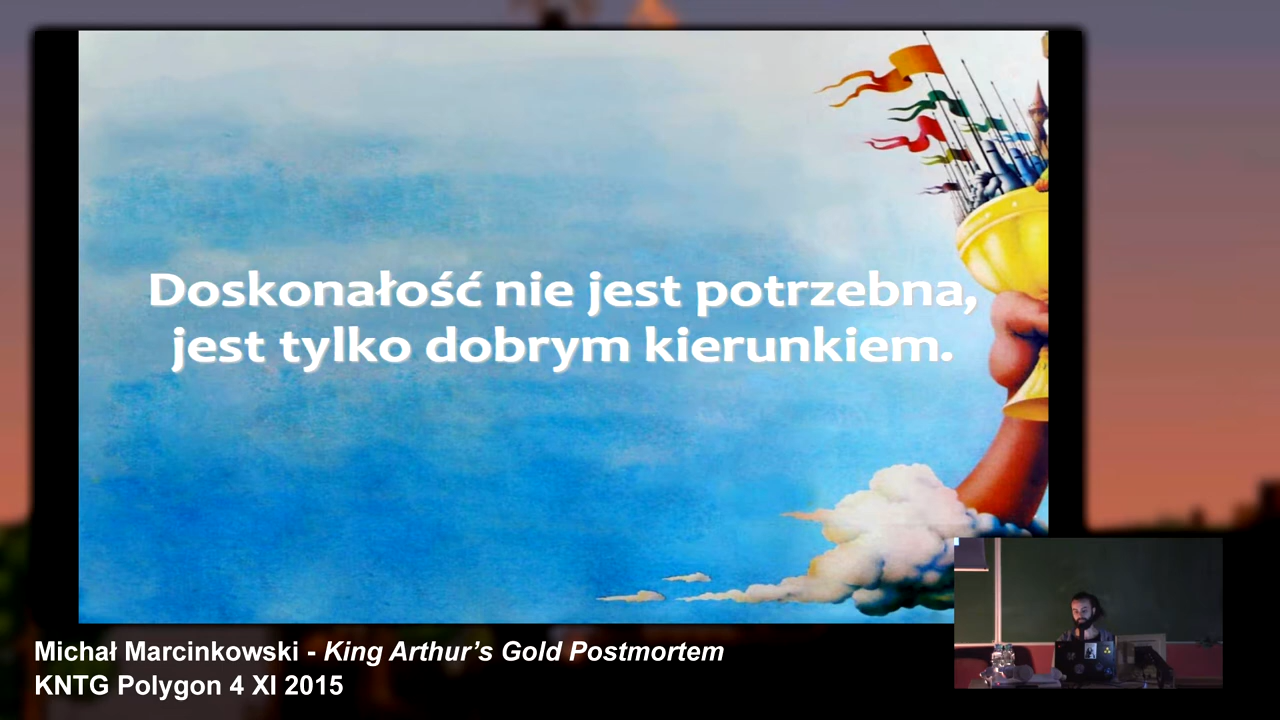 Doskonałość nie jest potrzebna,
jest tylko dobrym kierunkiem.
Michał Marcinkowski - King Arthur's Gold Postmortem
KNTG Polygon 4 XI 2015